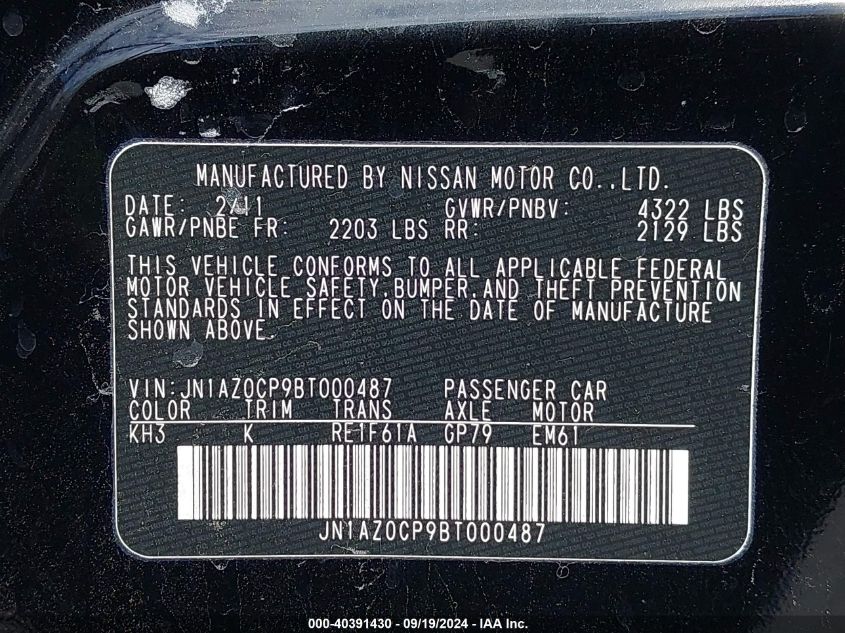 MANUFACTURED BY NISSAN MOTOR CO.,LTD.
DATE: 2/11 GVWR/PNBV: 4322 LBS
GAWR/PNBE FR: 2203 LBS RR: 2129 LBS
THIS VEHICLE CONFORMS TO ALL APPLICABLE FEDERAL
MOTOR VEHICLE SAFETY,BUMPER,AND THEFT PREVENTION
STANDARDS IN EFFECT ON THE DATE OF MANUFACTURE
SHOWN ABOVE.
VIN:JN1AZ0CP9BT000487 PASSENGER CAR
COLOR TRIM TRANS AXLE MOTOR
KH3 K RE1F61A GP79 EM61
JN1AZ0CP9BT000487
000-40391430 - 09/19/2024 - IAA Inc.